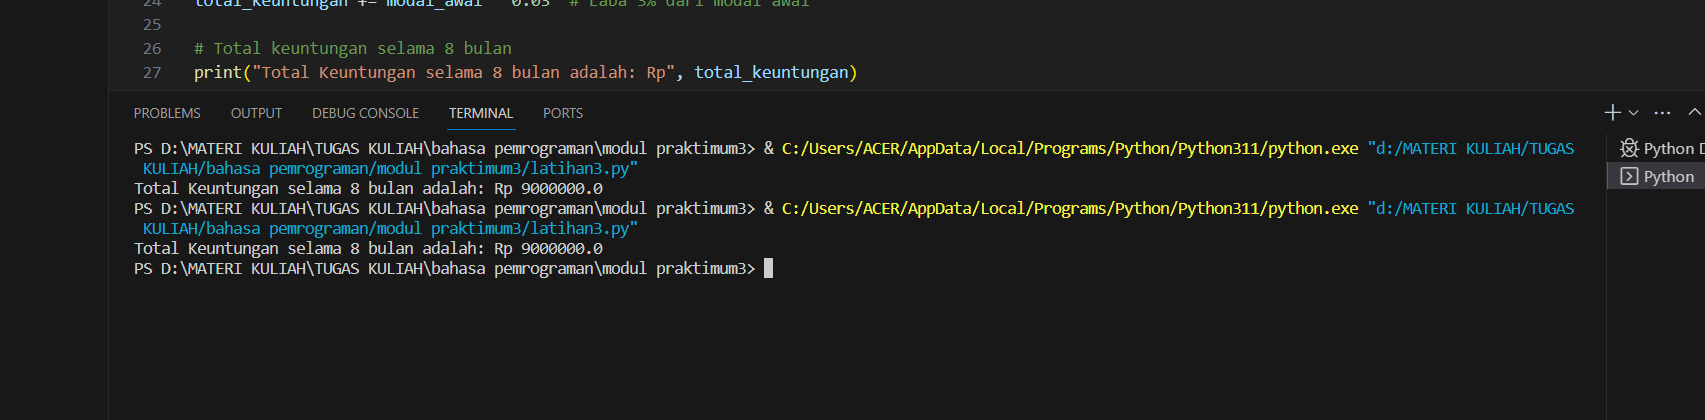 24 total_keuntungan += modal_awal * 0.03 # Laba 3% dari modal awal
25
26 # Total keuntungan selama 8 bulan
27 print("Total Keuntungan selama 8 bulan adalah: Rp", total_keuntungan)
PROBLEMS OUTPUT DEBUG CONSOLE TERMINAL PORTS
PS D:\MATERI KULIAH\TUGAS KULIAH\bahasa pemrograman\modul praktimum3> & C:/Users/ACER/AppData/Local/Programs/Python/Python311/python.exe "d:/MATERI KULIAH/TUGAS
KULIAH/bahasa pemrograman/modul praktimum3/latihan3.py"
Total Keuntungan selama 8 bulan adalah: Rp 9000000.0
PS D:\MATERI KULIAH\TUGAS KULIAH\bahasa pemrograman\modul praktimum3> & C:/Users/ACER/AppData/Local/Programs/Python/Python311/python.exe "d:/MATERI KULIAH/TUGAS
KULIAH/bahasa pemrograman/modul praktimum3/latihan3.py"
Total Keuntungan selama 8 bulan adalah: Rp 9000000.0
PS D:\MATERI KULIAH\TUGAS KULIAH\bahasa pemrograman\modul praktimum3>
Python D
Python